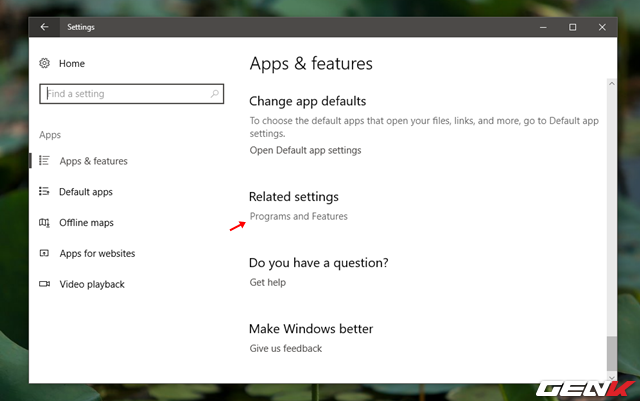 Settings
Home
Find a setting
Apps
Apps & features
Default apps
Offline maps
Apps for websites
Video playback
Apps & features
Change app defaults
To choose the default apps that open your files, links, and more, go to Default app
settings.
Open Default app settings
Related settings
Programs and Features
Do you have a question?
Get help
Make Windows better
Give us feedback
GENK